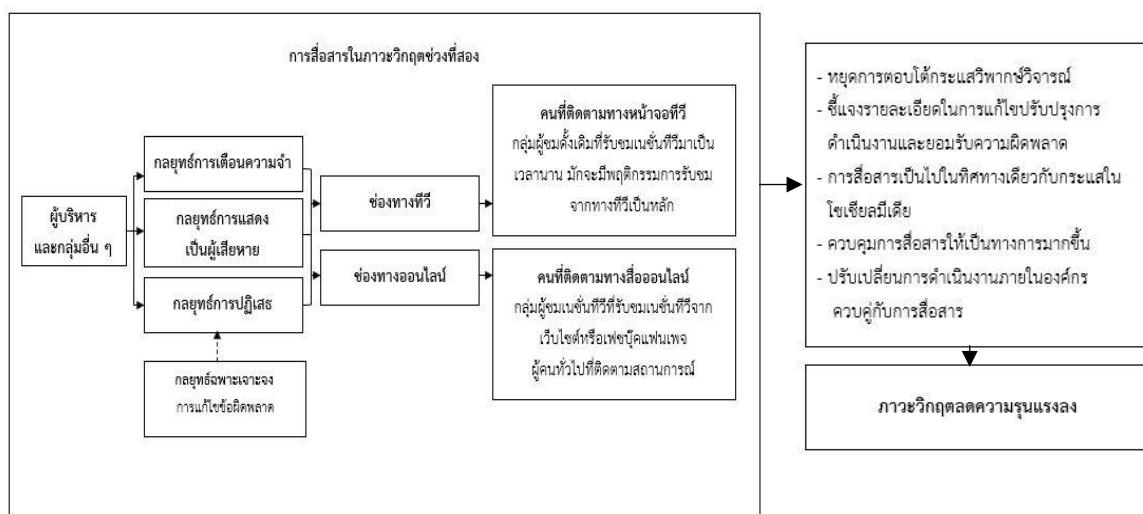 การสื่อสารในภาวะวิกฤตช่วงที่สอง
ผู้บริหาร
และกลุ่มอื่น ๆ
กลยุทธ์การเตือนความจำ
กลยุทธ์การแสดง
เป็นผู้เสียหาย
กลยุทธ์การปฏิเสธ
กลยุทธ์ฉพาะเจาะจง
การแก้ไขข้อผิดพลาด
ช่องทางทีวี
ช่องทางออนไลน์
คนที่ติดตามทางหน้าจอทีวี
กลุ่มผู้ชมดั้งเดิมที่รับชมเนชั่นทีวีมาเป็น
เวลานาน มักจะมีพฤติกรรมการรับชม
จากทางทีวีเป็นหลัก
คนที่ติดตามทางสื่อออนไลน์
กลุ่มผู้ชมเนชั่นทีวีที่รับชมเนชั่นทีวีจาก
เว็บไซต์หรือเฟซบุ๊คแฟนเพจ
ผู้คนทั่วไปที่ติดตามสถานการณ์
- หยุดการตอบโต้กระแสวิพากษ์วิจารณ์
- ชี้แจงรายละเอียดในการแก้ไขปรับปรุงการ
ดำเนินงานและยอมรับความผิดพลาด
- การสื่อสารเป็นไปในทิศทางเดียวกับกระแสใน
โซเชียลมีเดีย
- ควบคุมการสื่อสารให้เป็นทางการมากขึ้น
- ปรับเปลี่ยนการดำเนินงานภายในองค์กร
ควบคู่กับการสื่อสาร
ภาวะวิกฤตลดความรุนแรงลง